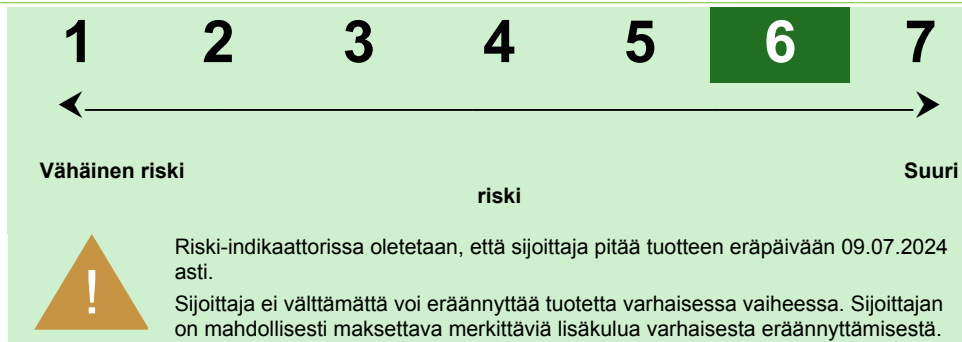 1 2 3 4 5 6 7
Vähäinen riski Suuri
riski
!
Riski-indikaattorissa oletetaan, että sijoittaja pitää tuotteen eräpäivään 09.07.2024
asti.
Sijoittaja ei välttämättä voi eräännyttää tuotetta varhaisessa vaiheessa. Sijoittajan
on mahdollisesti maksettava merkittäviä lisäkulua varhaisesta eräännyttämisestä.